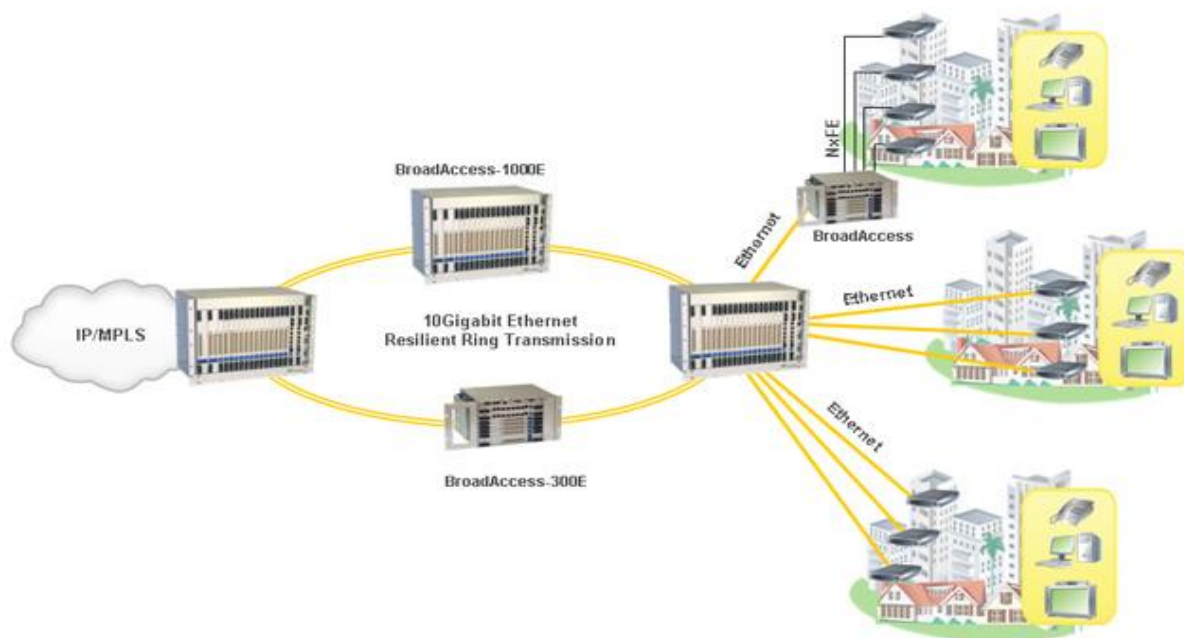 BroadAccess-1000E
NxFE
Ethernet
BroadAccess
IP/MPLS
10Gigabit Ethernet
Resilient Ring Transmission
Ethernet
BroadAccess-300E
Ethernet